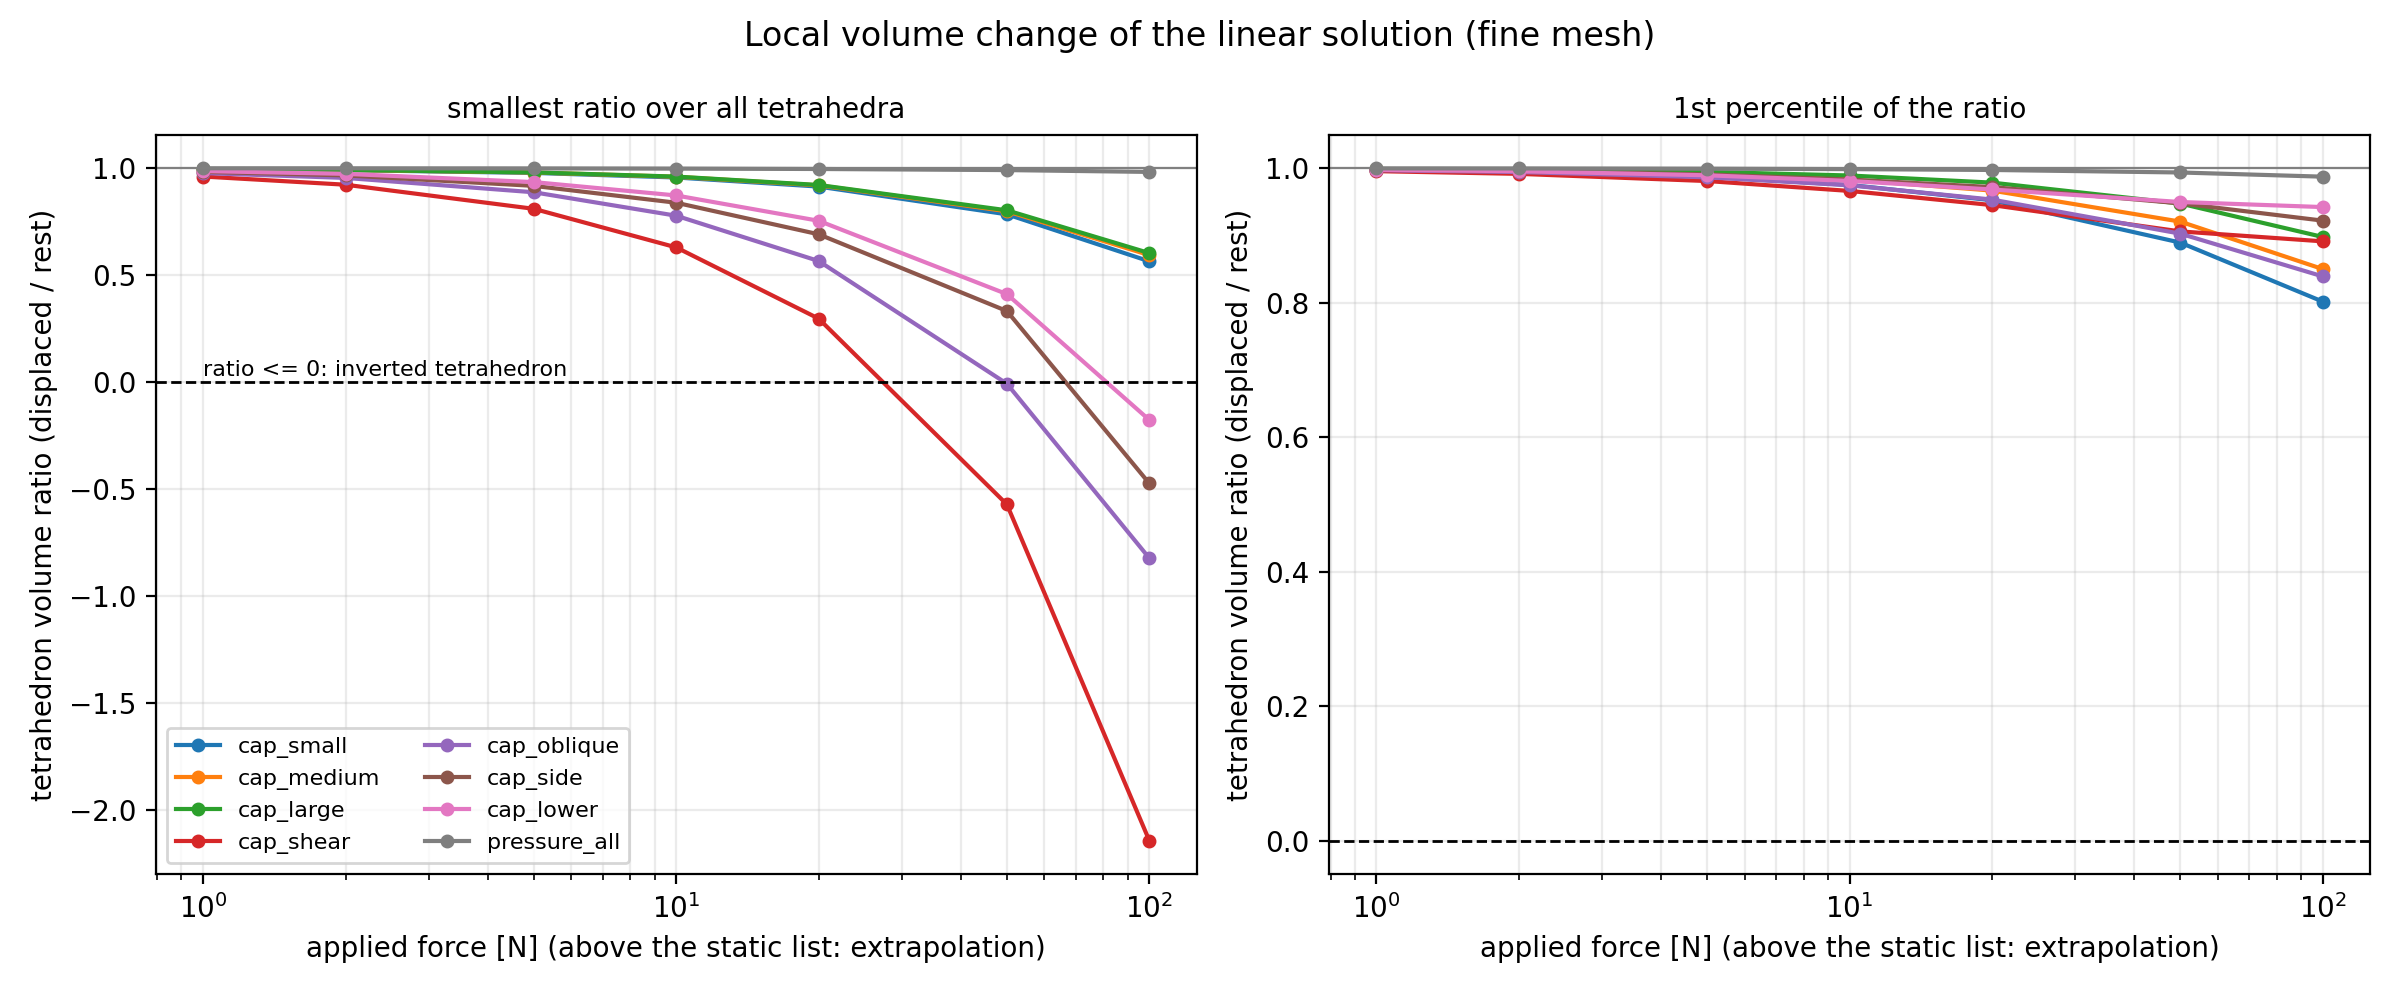 Local volume change of the linear solution (fine mesh)
smallest ratio over all tetrahedra
tetrahedron volume ratio (displaced / rest)
1.0
0.5
0.0
−0.5
−1.0
−1.5
−2.0
ratio <= 0: inverted tetrahedron
cap_small
cap_medium
cap_large
cap_shear
cap_oblique
cap_side
cap_lower
pressure_all
10⁰
10¹
10²
applied force [N] (above the static list: extrapolation)
1st percentile of the ratio
tetrahedron volume ratio (displaced / rest)
1.0
0.8
0.6
0.4
0.2
0.0
10⁰
10¹
10²
applied force [N] (above the static list: extrapolation)